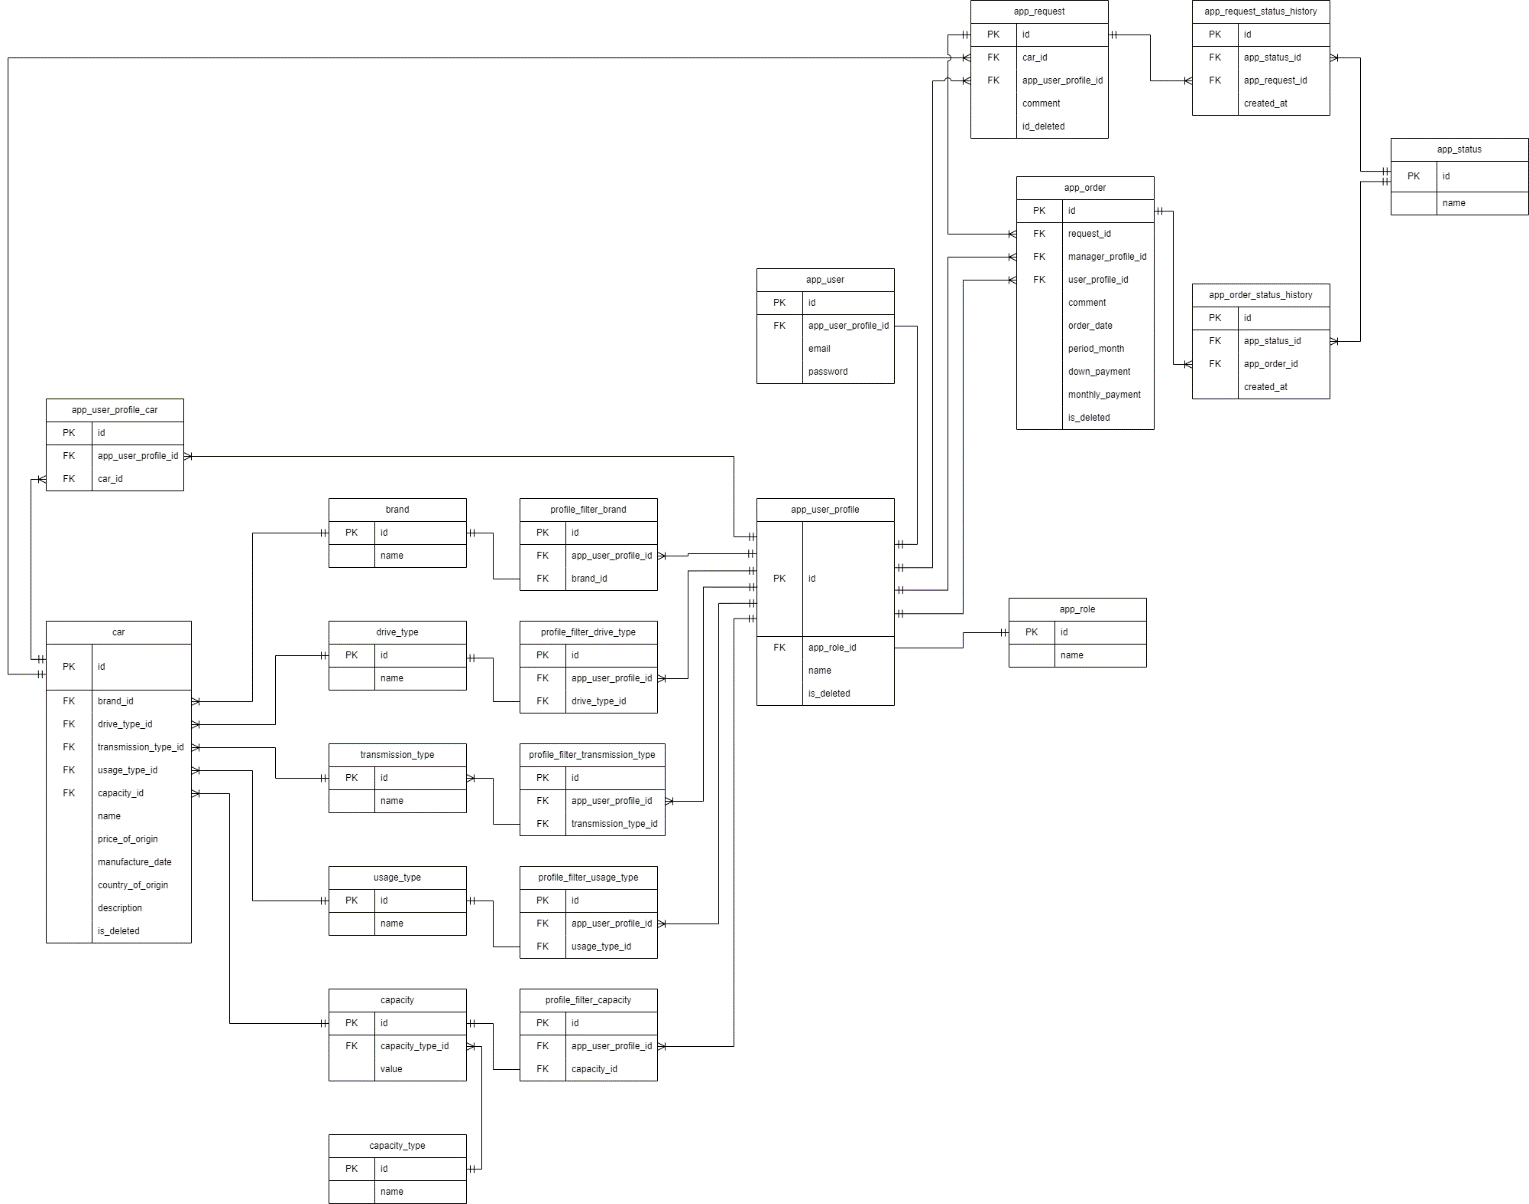 app_request
PK id
FK car_id
FK app_user_profile_id
comment
id_deleted
app_request_status_history
PK id
FK app_status_id
FK app_request_id
created_at
app_status
PK id
name
app_order
PK id
FK request_id
FK manager_profile_id
FK user_profile_id
comment
order_date
period_month
down_payment
monthly_payment
is_deleted
app_user
PK id
FK app_user_profile_id
email
password
app_order_status_history
PK id
FK app_status_id
FK app_order_id
created_at
app_user_profile_car
PK id
FK app_user_profile_id
FK car_id
brand
PK id
name
profile_filter_brand
PK id
FK app_user_profile_id
FK brand_id
app_user_profile
PK id
FK app_role_id
name
is_deleted
app_role
PK id
name
car
PK id
FK brand_id
FK drive_type_id
FK transmission_type_id
FK usage_type_id
FK capacity_id
name
price_of_origin
manufacture_date
country_of_origin
description
is_deleted
drive_type
PK id
name
profile_filter_drive_type
PK id
FK app_user_profile_id
FK drive_type_id
transmission_type
PK id
name
profile_filter_transmission_type
PK id
FK app_user_profile_id
FK transmission_type_id
usage_type
PK id
name
profile_filter_usage_type
PK id
FK app_user_profile_id
FK usage_type_id
capacity
PK id
FK capacity_type_id
value
profile_filter_capacity
PK id
FK app_user_profile_id
FK capacity_id
capacity_type
PK id
name